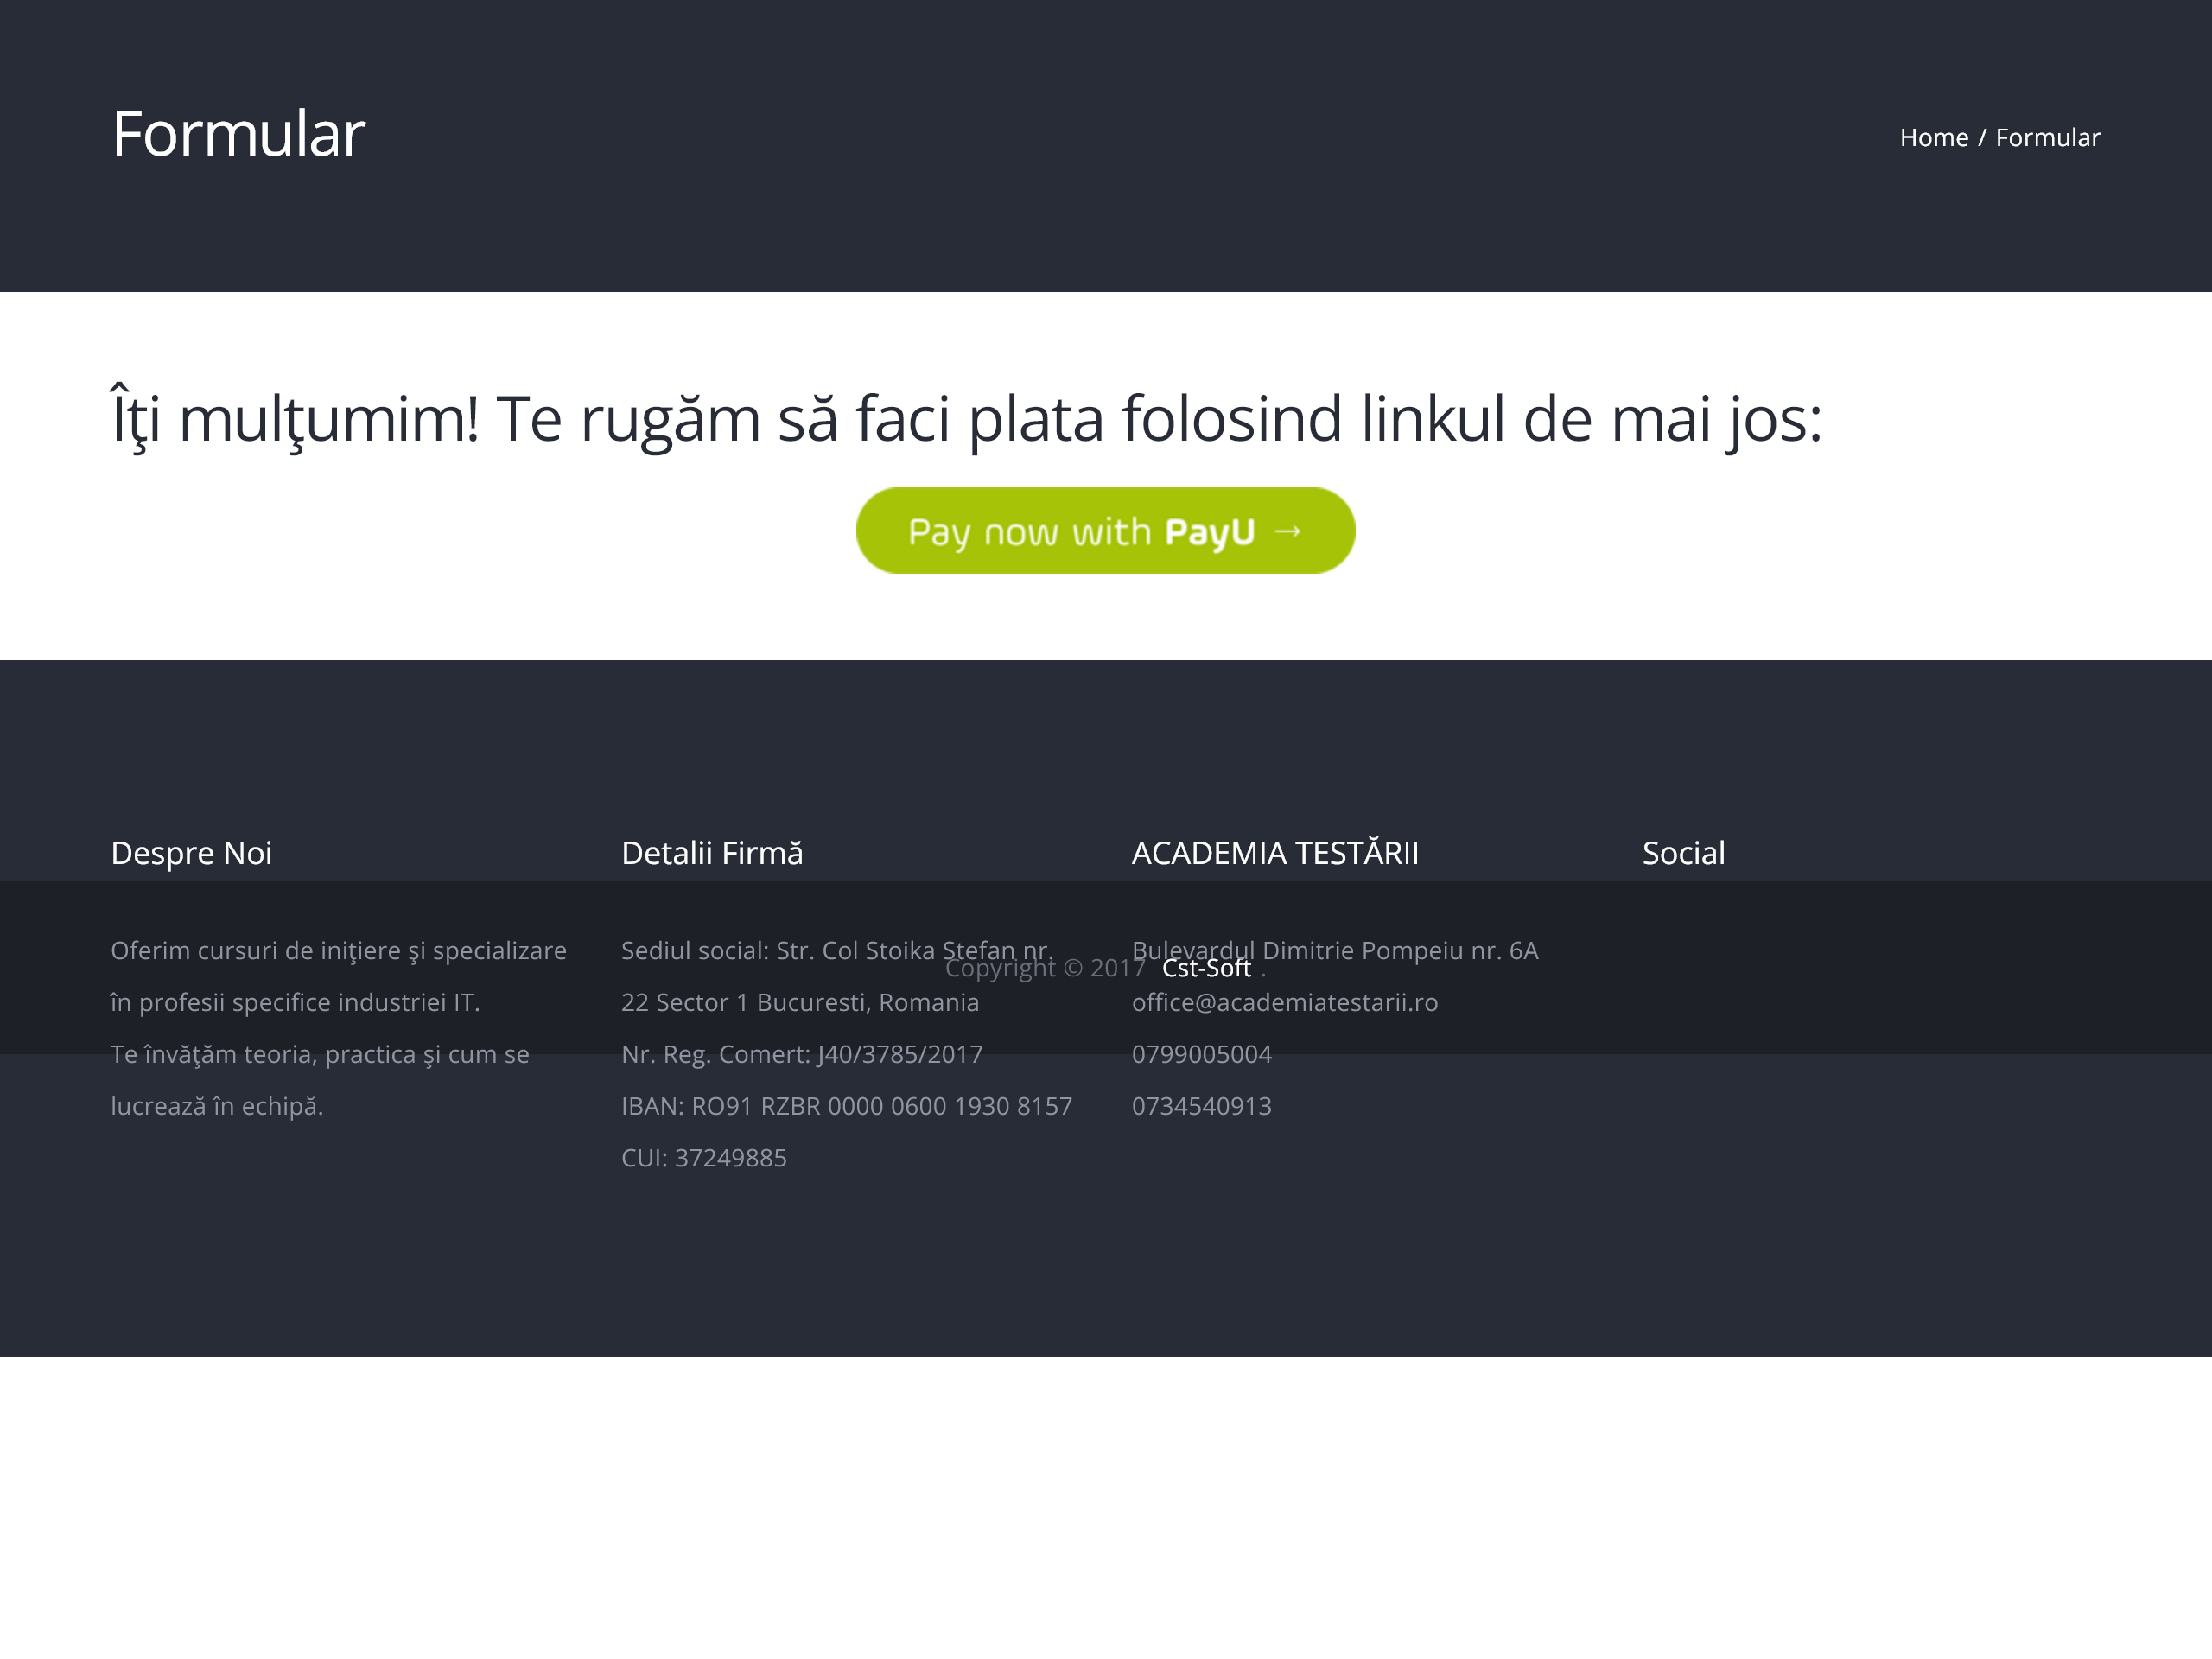 Formular
Home / Formular
Îţi mulţumim! Te rugăm să faci plata folosind linkul de mai jos:
Pay now with PayU →
Despre Noi
Oferim cursuri de iniţiere şi specializare
în profesii specifice industriei IT.
Te învăţăm teoria, practica şi cum se
lucrează în echipă.
Detalii Firmă
Sediul social: Str. Col Stoika Stefan nr.
22 Sector 1 Bucuresti, Romania
Nr. Reg. Comert: J40/3785/2017
IBAN: RO91 RZBR 0000 0600 1930 8157
CUI: 37249885
ACADEMIA TESTĂRII
Bulevardul Dimitrie Pompeiu nr. 6A
office@academiatestarii.ro
0799005004
0734540913
Social
Copyright © 2017 Cst-Soft .